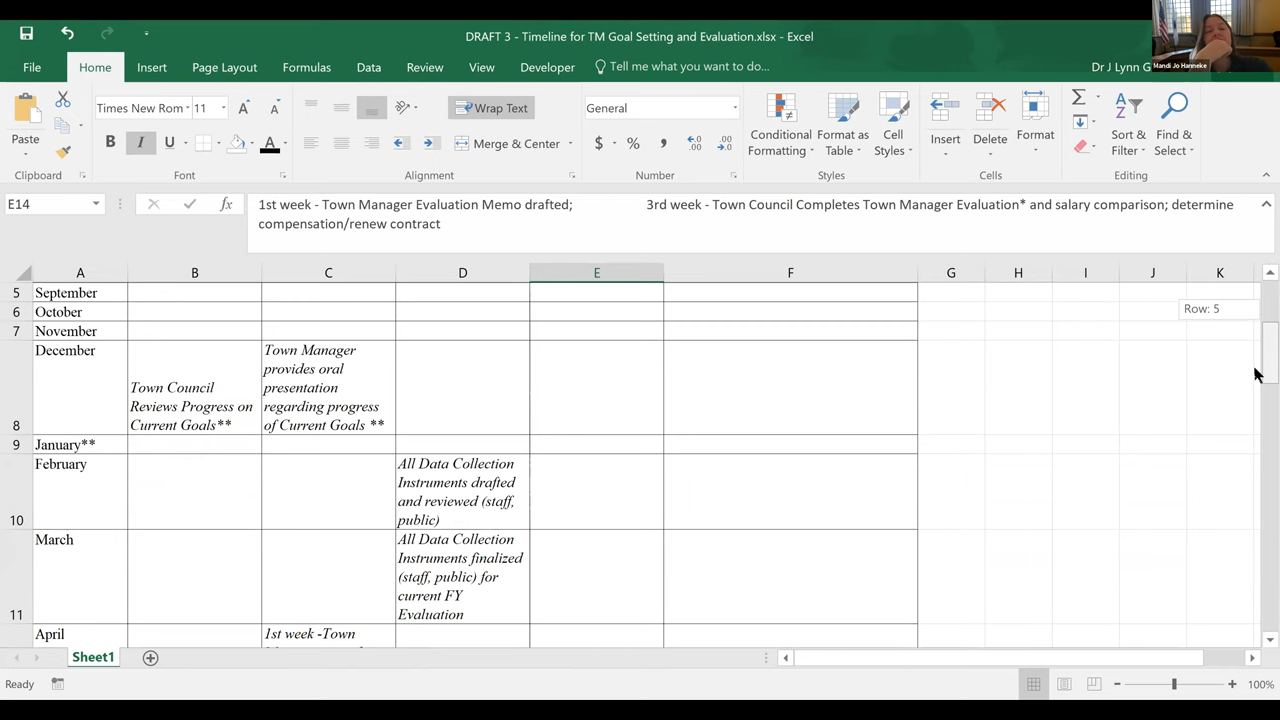 DRAFT 3 - Timeline for TM Goal Setting and Evaluation.xlsx - Excel
Mandi Jo Hanneke
File Home Insert Page Layout Formulas Data Review View Developer Tell me what you want to do... Dr J Lynn G
Paste
Times New Rom 11
B I U
Wrap Text
Merge & Center
General
$ % ,
Conditional Formatting
Format as Table
Cell Styles
Insert
Delete
Format
Sort & Filter
Find & Select
Clipboard Font Alignment Number Styles Cells Editing
E14 fx 1st week - Town Manager Evaluation Memo drafted; 3rd week - Town Council Completes Town Manager Evaluation* and salary comparison; determine
compensation/renew contract
A B C D E F G H I J K
5 September
Row: 5
6 October
7 November
8 December
Town Council
Reviews Progress on
Current Goals**
Town Manager
provides oral
presentation
regarding progress
of Current Goals **
9 January**
10 February
All Data Collection
Instruments drafted
and reviewed (staff,
public)
11 March
All Data Collection
Instruments finalized
(staff, public) for
current FY
Evaluation
April
1st week -Town
Sheet1
Ready
100%